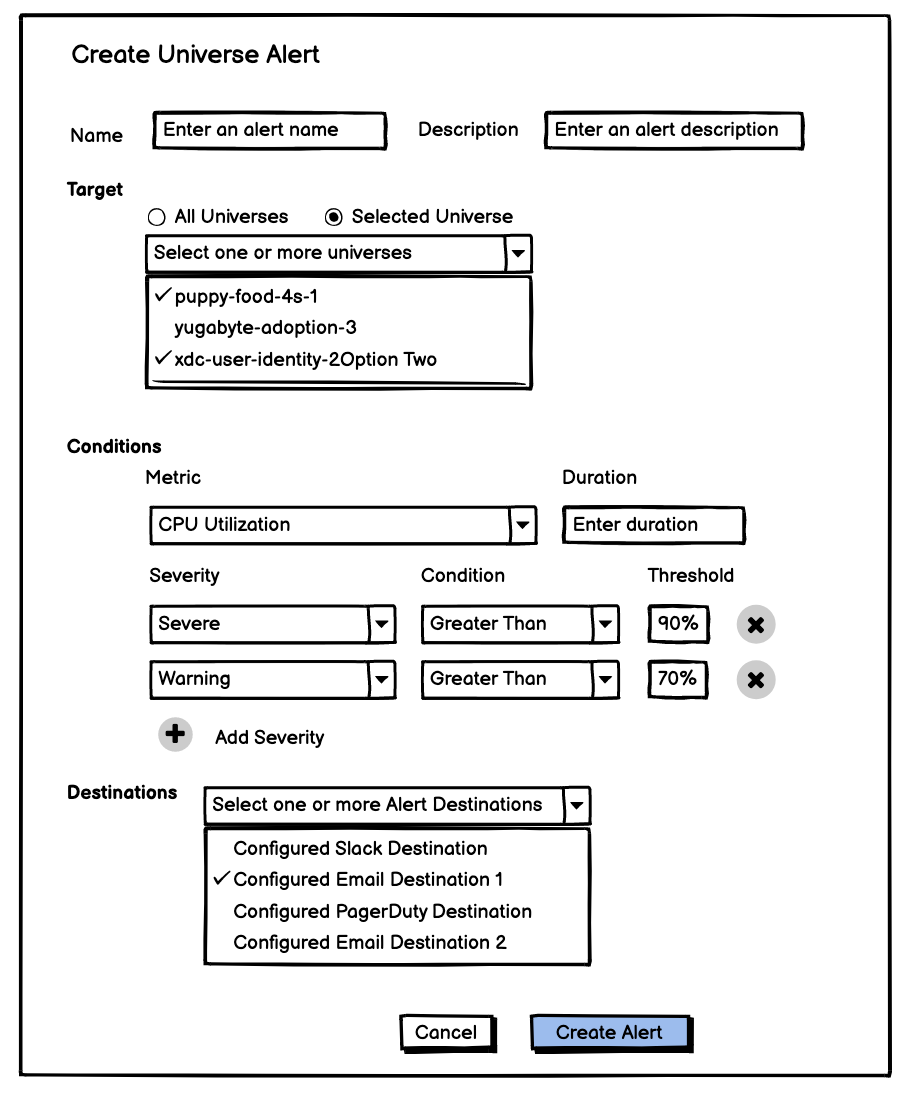 Create Universe Alert
Name Enter an alert name Description Enter an alert description
Target
All Universes Selected Universe
Select one or more universes
puppy-food-4s-1
yugabyte-adoption-3
xdc-user-identity-2Option Two
Conditions
Metric Duration
CPU Utilization Enter duration
Severity Condition Threshold
Severe Greater Than 90%
Warning Greater Than 70%
Add Severity
Destinations Select one or more Alert Destinations
Configured Slack Destination
Configured Email Destination 1
Configured PagerDuty Destination
Configured Email Destination 2
Cancel Create Alert